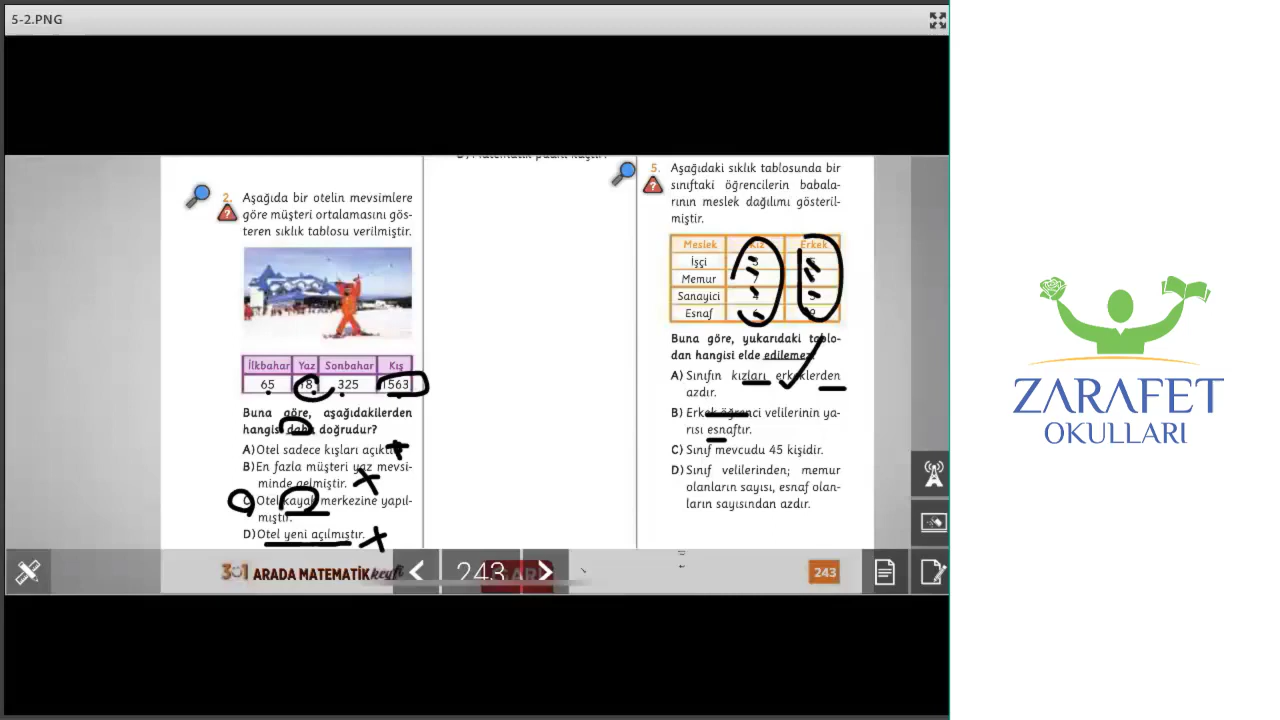 5-2.PNG
2. Aşağıda bir otelin mevsimlere
göre müşteri ortalamasını gös-
teren sıklık tablosu verilmiştir.
İlkbahar Yaz Sonbahar Kış
65 18 325 1563
Buna göre, aşağıdakilerden
hangisi daha doğrudur?
A) Otel sadece kışları açıktır.
B) En fazla müşteri yaz mevsi-
minde gelmiştir.
C) Otel kayak merkezine yapıl-
mıştır.
D) Otel yeni açılmıştır.
5. Aşağıdaki sıklık tablosunda bir
sınıftaki öğrencilerin babala-
rının meslek dağılımı gösteril-
miştir.
Meslek Kız Erkek
İşçi
Memur
Sanayici
Esnaf
Buna göre, yukarıdaki tablo-
dan hangisi elde edilemez?
A) Sınıfın kızları erkeklerden
azdır.
B) Erkek öğrenci velilerinin ya-
rısı esnaftır.
C) Sınıf mevcudu 45 kişidir.
D) Sınıf velilerinden; memur
olanların sayısı, esnaf olan-
ların sayısından azdır.
ARADA MATEMATİK keyfi
243
243
ZARAFET
OKULLARI